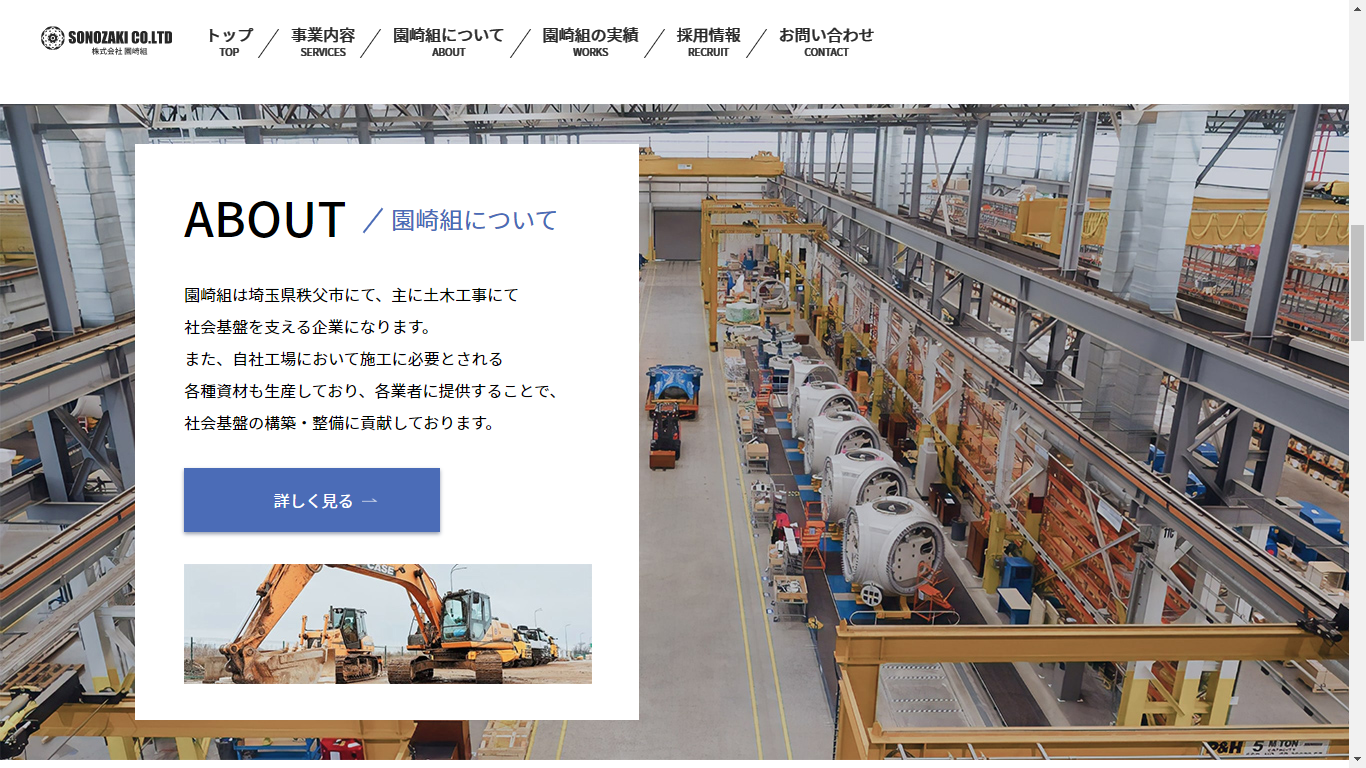 SONOZAKI CO.LTD
株式会社 園崎組
トップ
TOP
事業内容
SERVICES
園崎組について
ABOUT
園崎組の実績
WORKS
採用情報
RECRUIT
お問い合わせ
CONTACT
ABOUT ／ 園崎組について
園崎組は埼玉県秩父市にて、主に土木工事にて
社会基盤を支える企業になります。
また、自社工場において施工に必要とされる
各種資材も生産しており、各業者に提供することで、
社会基盤の構築・整備に貢献しております。
詳しく見る
CASE
P&H 5 M TON